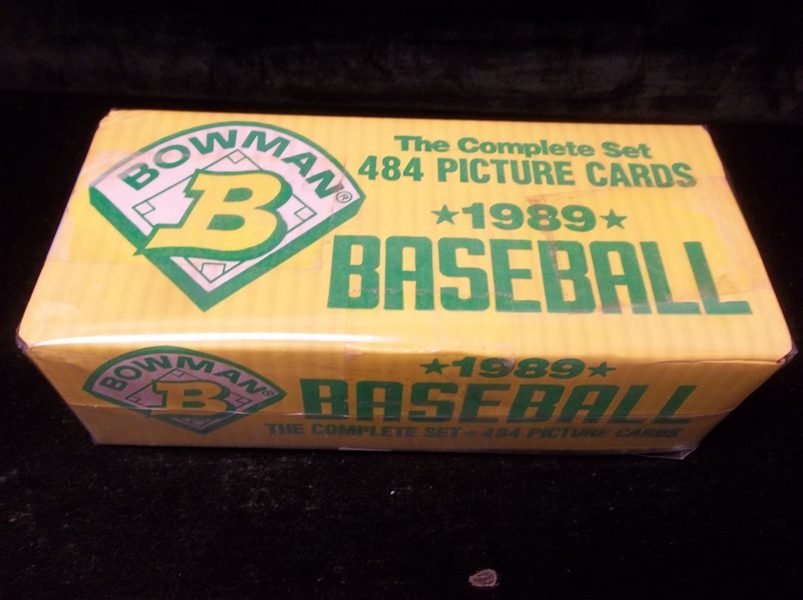 BOWMAN®
B
The Complete Set
484 PICTURE CARDS
★1989★
BASEBALL
BOWMAN®
B
★1989★
BASEBALL
THE COMPLETE SET • 484 PICTURE CARDS